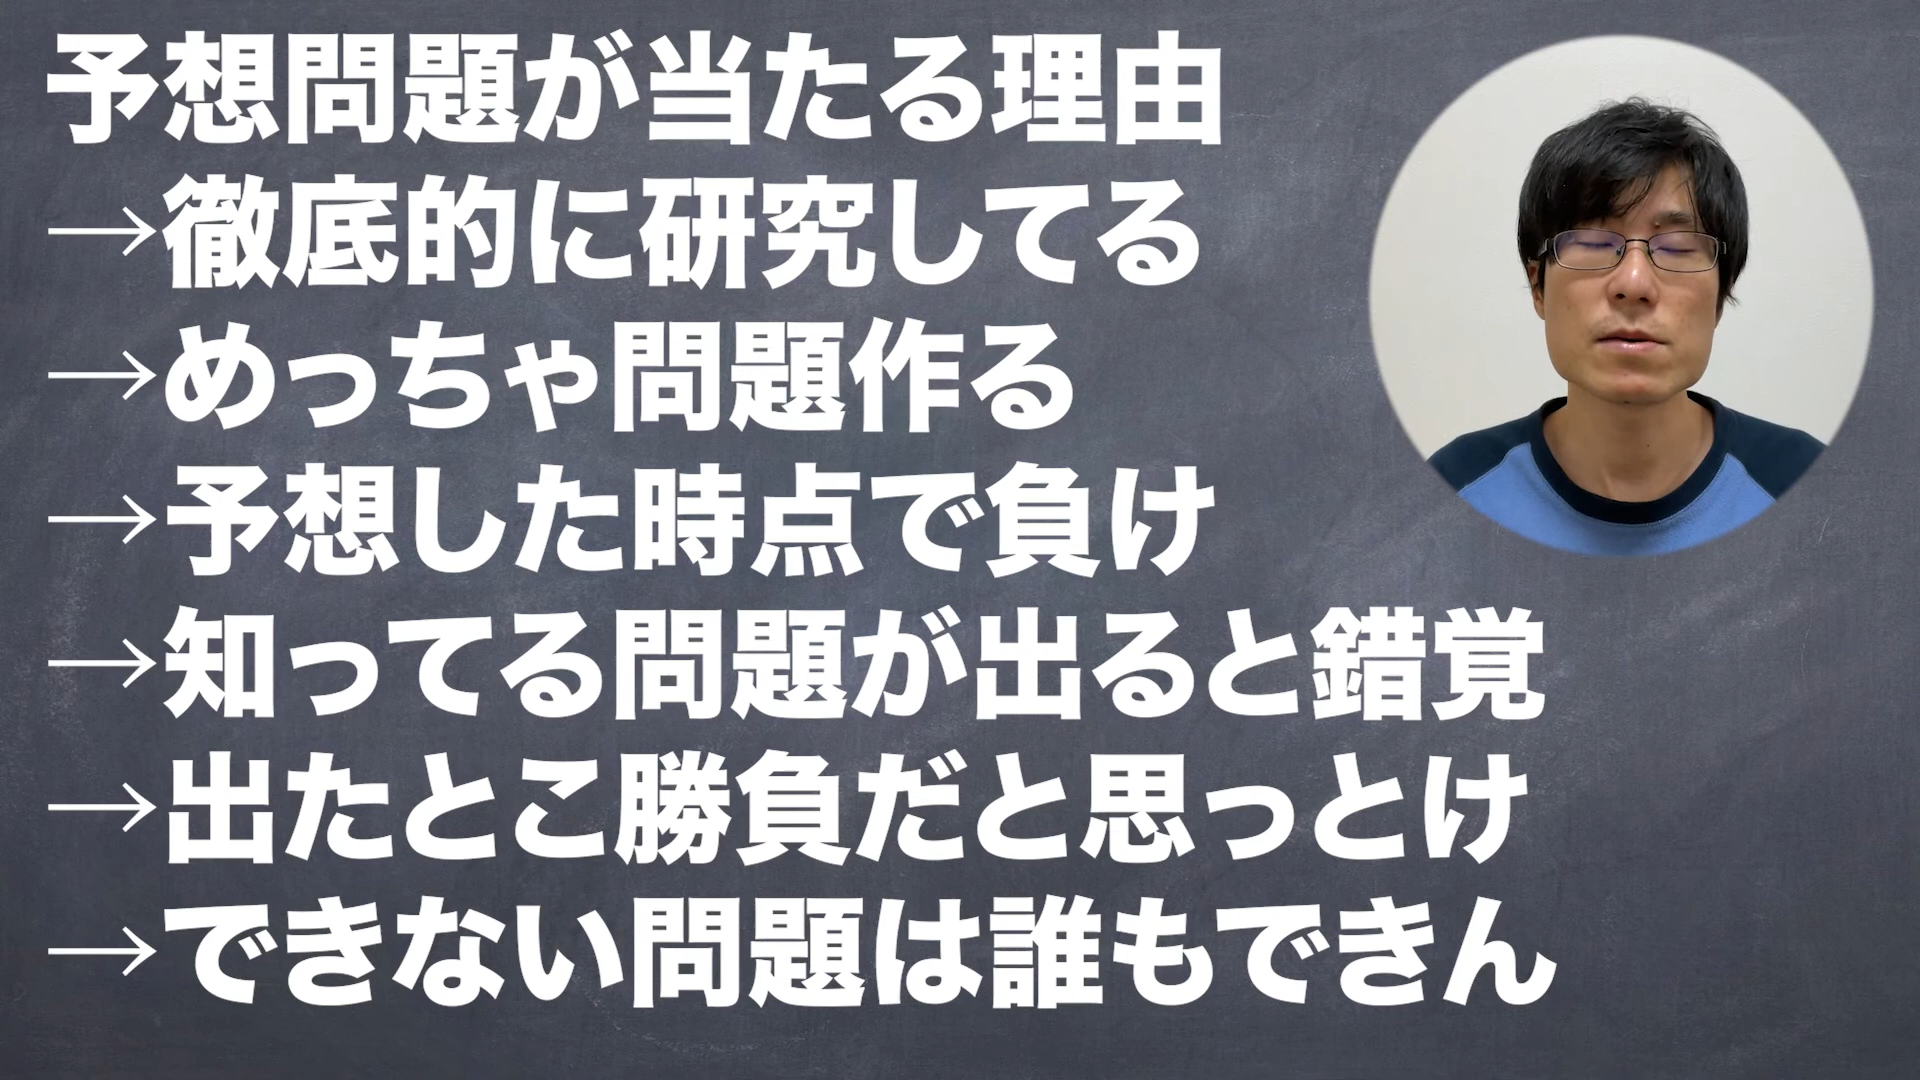 予想問題が当たる理由
→徹底的に研究してる
→めっちゃ問題作る
→予想した時点で負け
→知ってる問題が出ると錯覚
→出たとこ勝負だと思っとけ
→できない問題は誰もできん